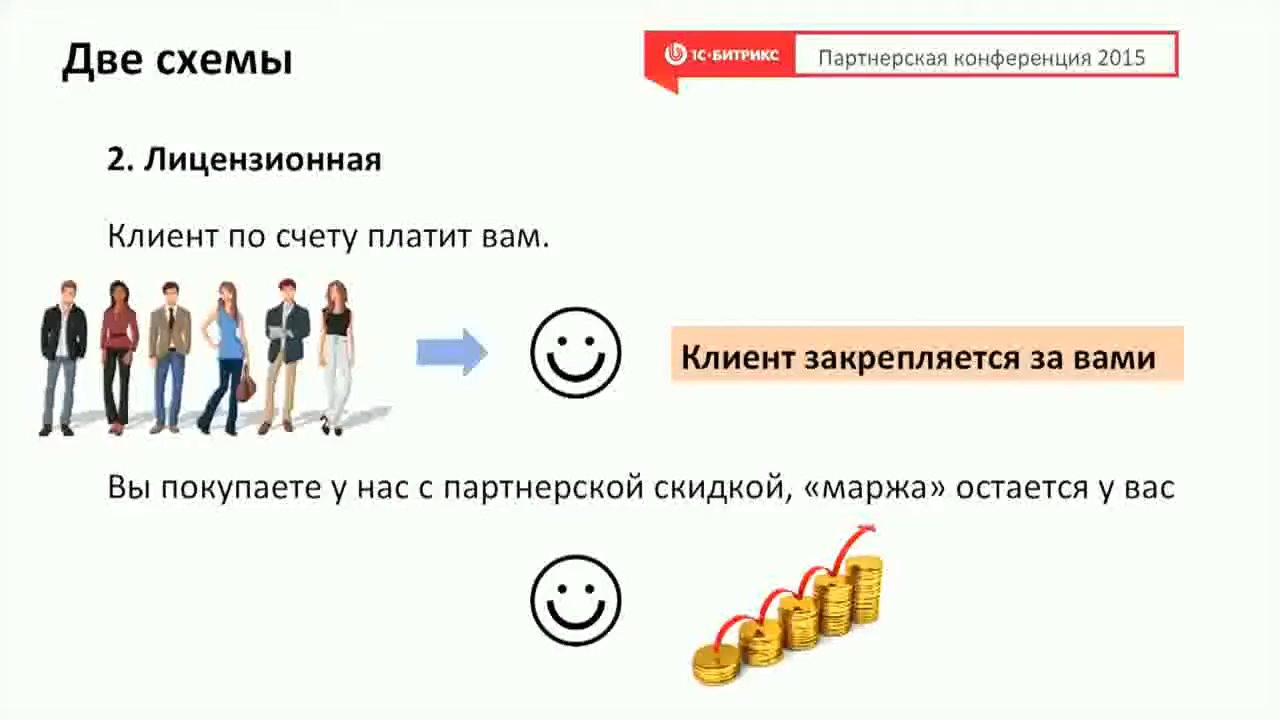 Две схемы
1С·БИТРИКС
Партнерская конференция 2015
2. Лицензионная
Клиент по счету платит вам.
Клиент закрепляется за вами
Вы покупаете у нас с партнерской скидкой, «маржа» остается у вас